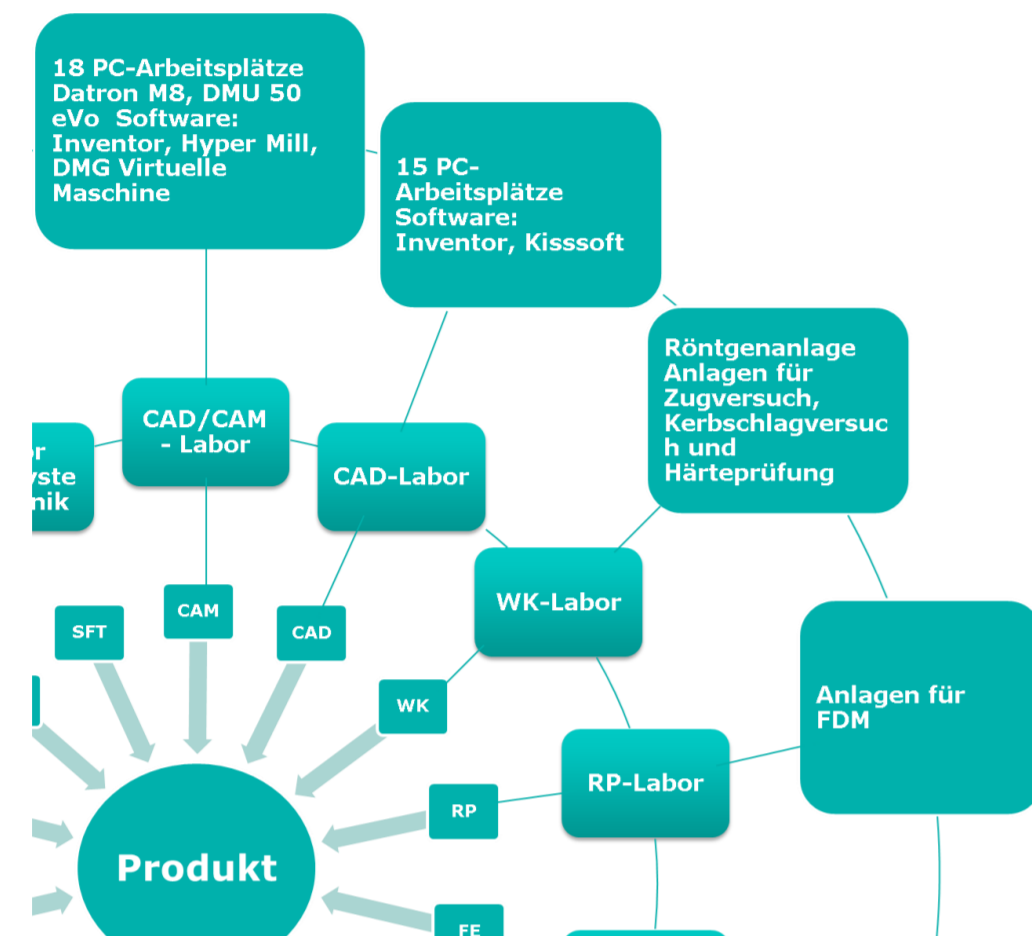 18 PC-Arbeitsplätze
Datron M8, DMU 50
eVo  Software:
Inventor, Hyper Mill,
DMG Virtuelle
Maschine
15 PC-
Arbeitsplätze
Software:
Inventor, Kisssoft
Röntgenanlage
Anlagen für
Zugversuch,
Kerbschlagversuc
h und
Härteprüfung
CAD/CAM
- Labor
CAD-Labor
WK-Labor
CAM
SFT
CAD
Anlagen für
FDM
WK
RP-Labor
RP
Produkt
FE